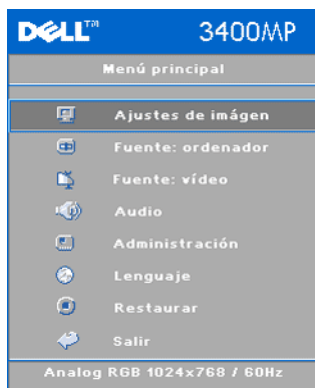 DELL™ 3400MP
Menú principal
Ajustes de imágen
Fuente: ordenador
Fuente: vídeo
Audio
Administración
Lenguaje
Restaurar
Salir
Analog RGB 1024x768 / 60Hz